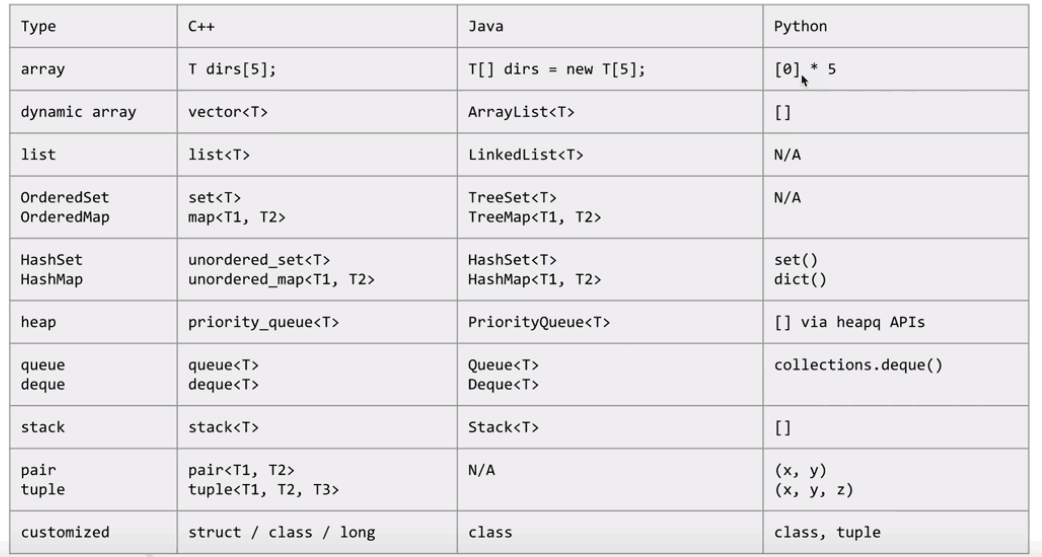 Type C++ Java Python
array T dirs[5]; T[] dirs = new T[5]; [0] * 5
dynamic array vector<T> ArrayList<T> []
list list<T> LinkedList<T> N/A
OrderedSet set<T> TreeSet<T> N/A
OrderedMap map<T1, T2> TreeMap<T1, T2>
HashSet unordered_set<T> HashSet<T> set()
HashMap unordered_map<T1, T2> HashMap<T1, T2> dict()
heap priority_queue<T> PriorityQueue<T> [] via heapq APIs
queue queue<T> Queue<T> collections.deque()
deque deque<T> Deque<T>
stack stack<T> Stack<T> []
pair pair<T1, T2> N/A (x, y)
tuple tuple<T1, T2, T3> (x, y, z)
customized struct / class / long class class, tuple